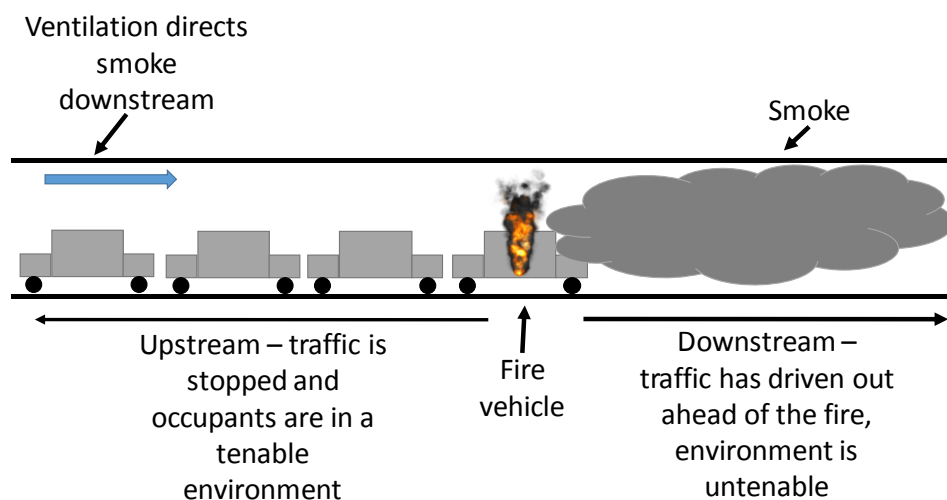 Ventilation directs
smoke
downstream
Smoke
Upstream – traffic is
stopped and
occupants are in a
tenable
environment
Fire
vehicle
Downstream –
traffic has driven out
ahead of the fire,
environment is
untenable